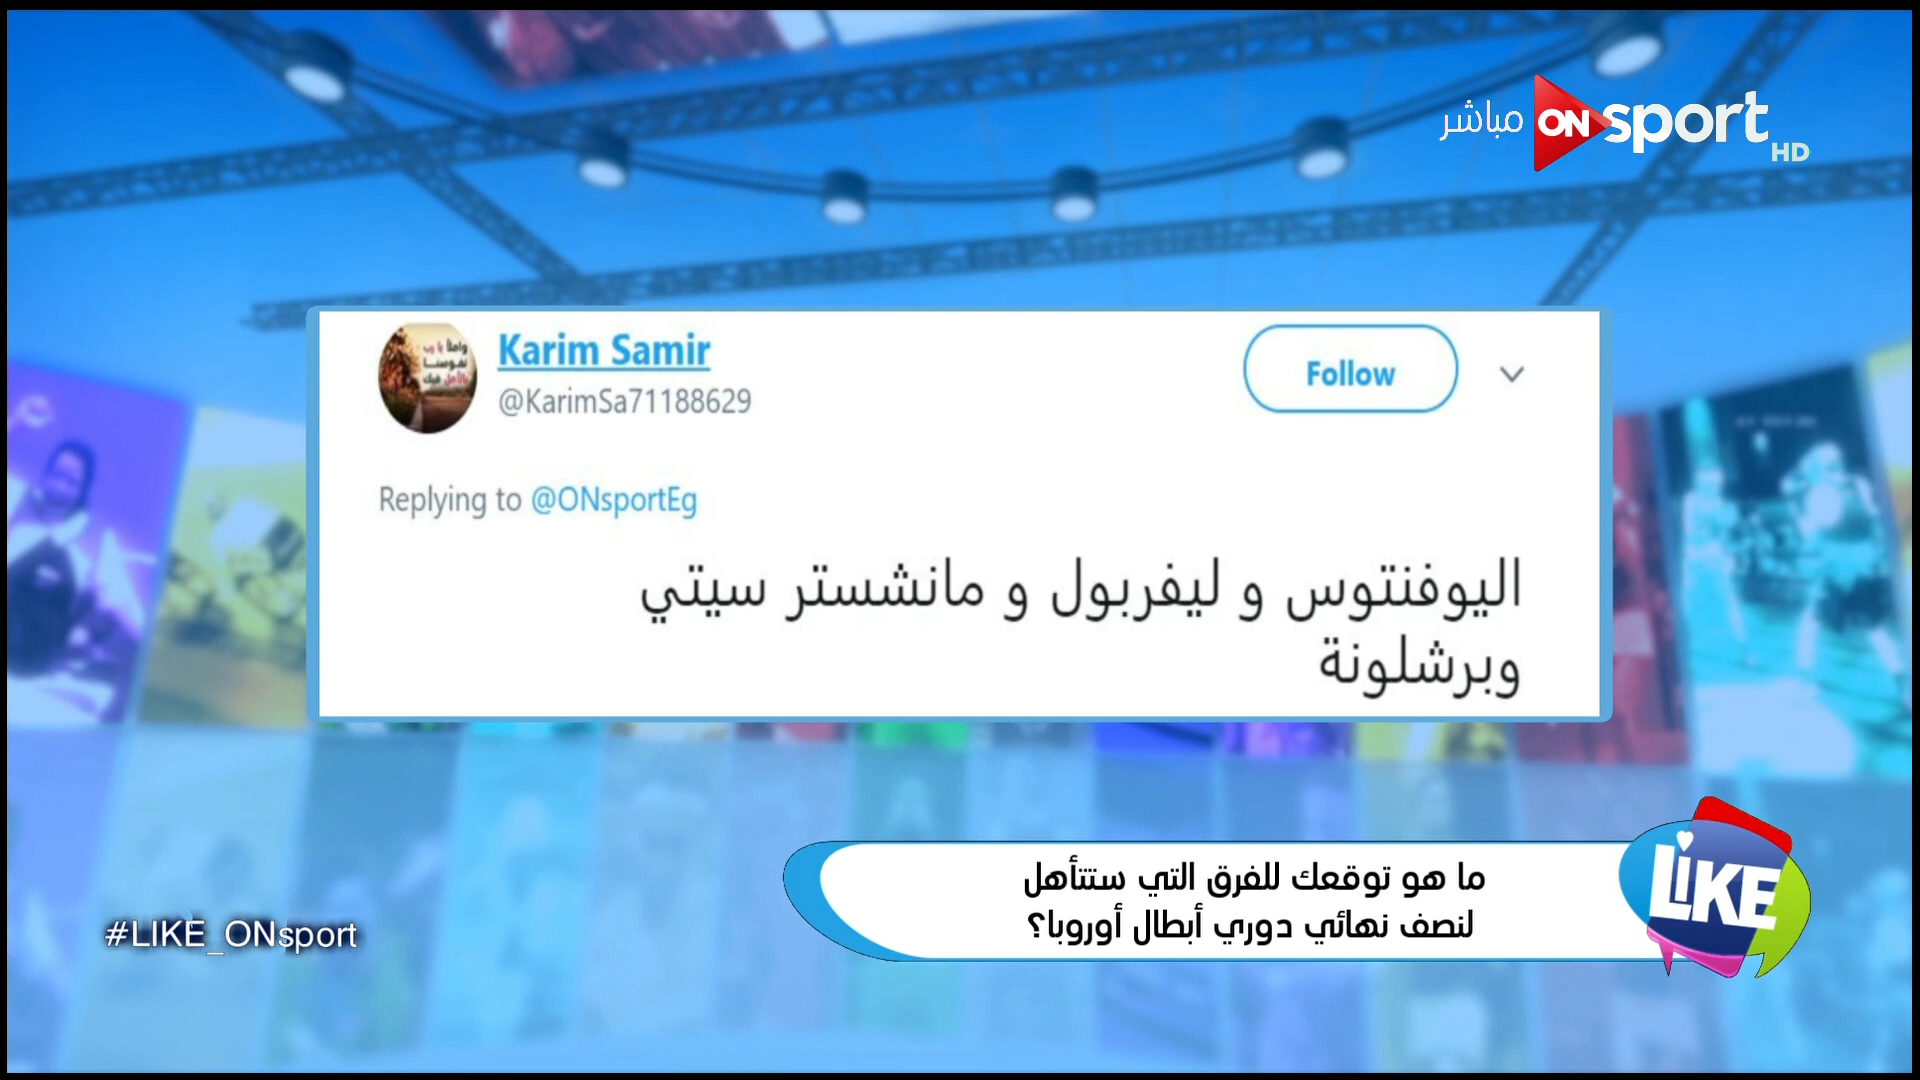 مباشر ON sport HD
Karim Samir
@KarimSa71188629
Follow
Replying to @ONsportEg
اليوفنتوس و ليفربول و مانشستر سيتي
وبرشلونة
ما هو توقعك للفرق التي ستتأهل
لنصف نهائي دوري أبطال أوروبا؟
LIKE
#LIKE_ONsport